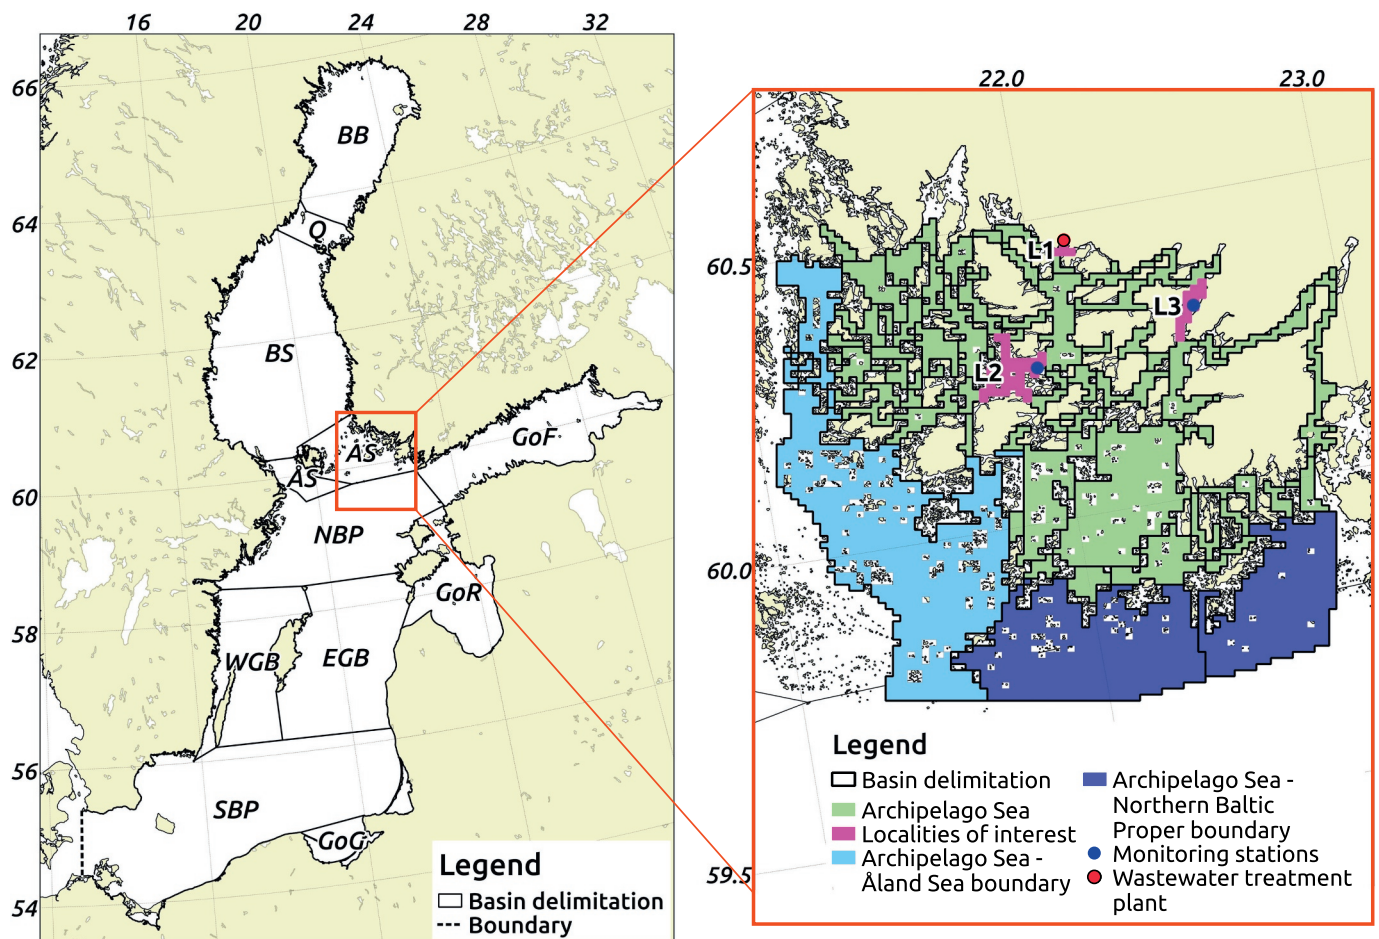 16 20 24 28 32
66
64
62
60
58
56
54
BB
Q
BS
ÅS
AS
GoF
NBP
GoR
WGB
EGB
SBP
GoG
Legend
Basin delimitation
Boundary
22.0 23.0
60.5
60.0
59.5
L1
L3
L2
Legend
Basin delimitation
Archipelago Sea
Localities of interest
Archipelago Sea -
Åland Sea boundary
Archipelago Sea -
Northern Baltic
Proper boundary
Monitoring stations
Wastewater treatment
plant